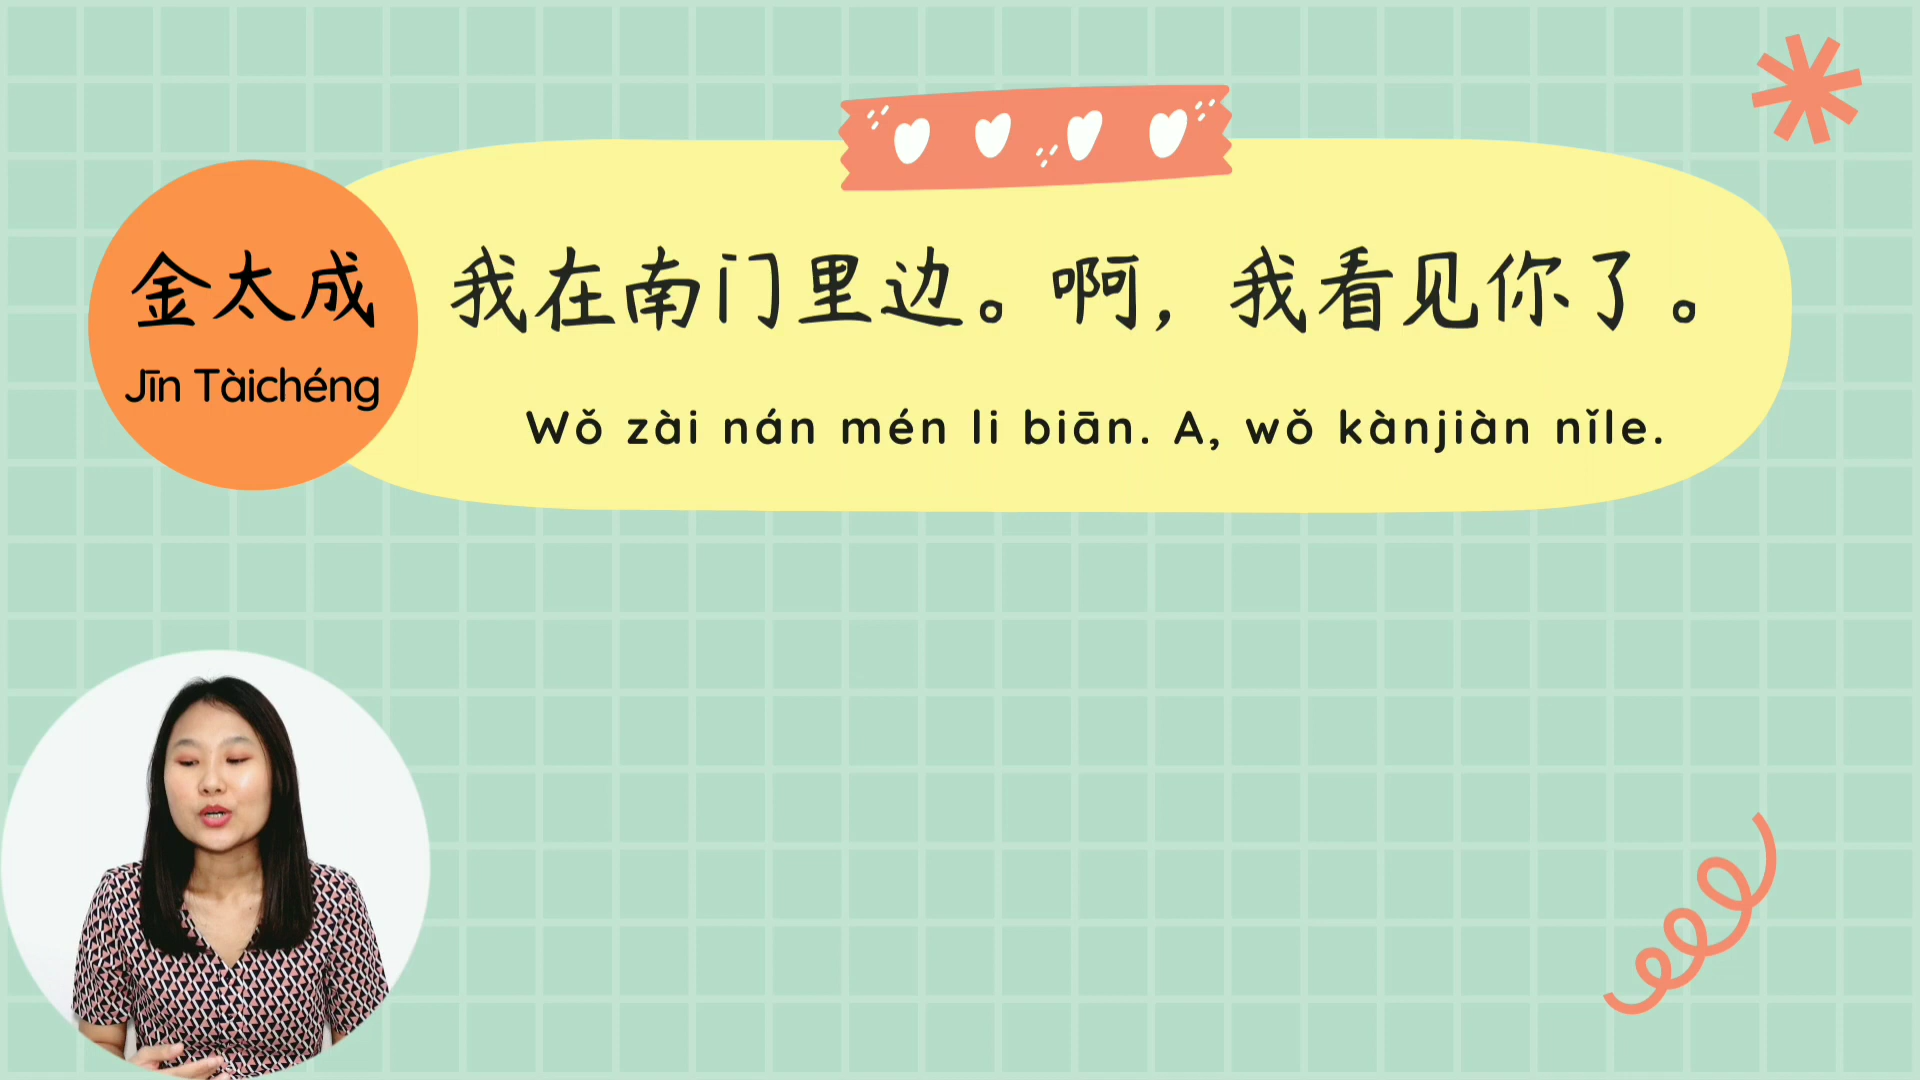 金太成
Jīn Tàichéng
我在南门里边。啊，我看见你了。
Wǒ zài nán mén li biān. A, wǒ kànjiàn nǐle.